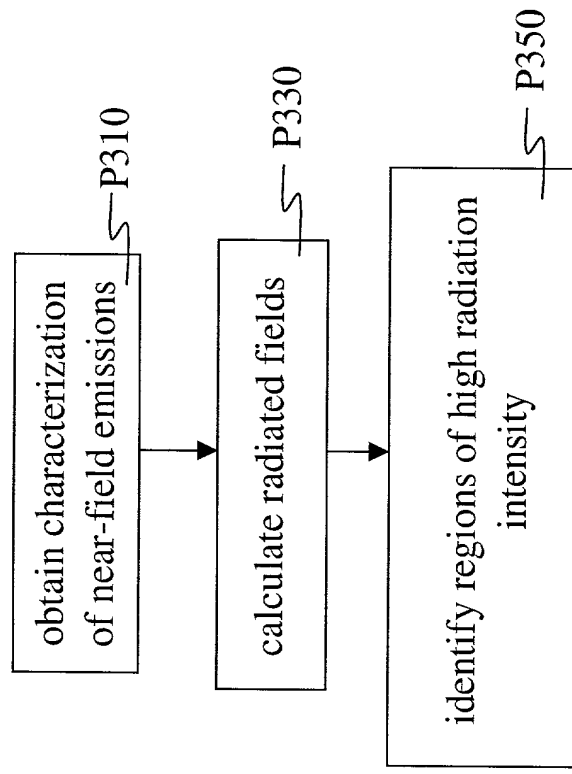 obtain characterization
of near-field emissions
P310
calculate radiated fields
P330
identify regions of high radiation
intensity
P350